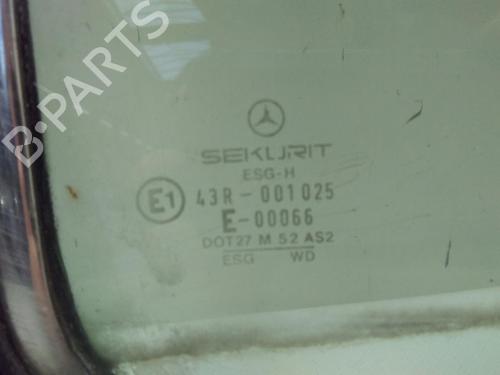 SEKURIT
ESG-H
E1 43R-001025
E-00066
DOT27 M 52 AS2
ESG WD
B-PARTS